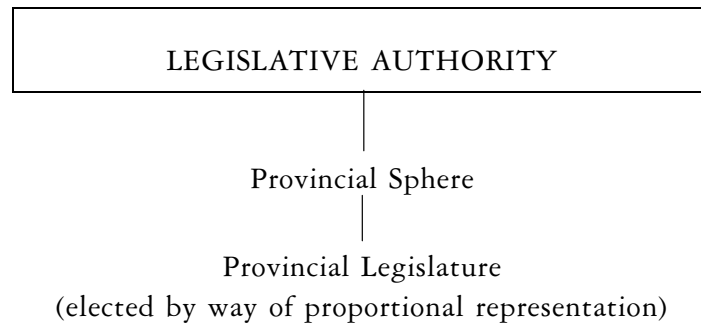 LEGISLATIVE AUTHORITY
Provincial Sphere
Provincial Legislature
(elected by way of proportional representation)